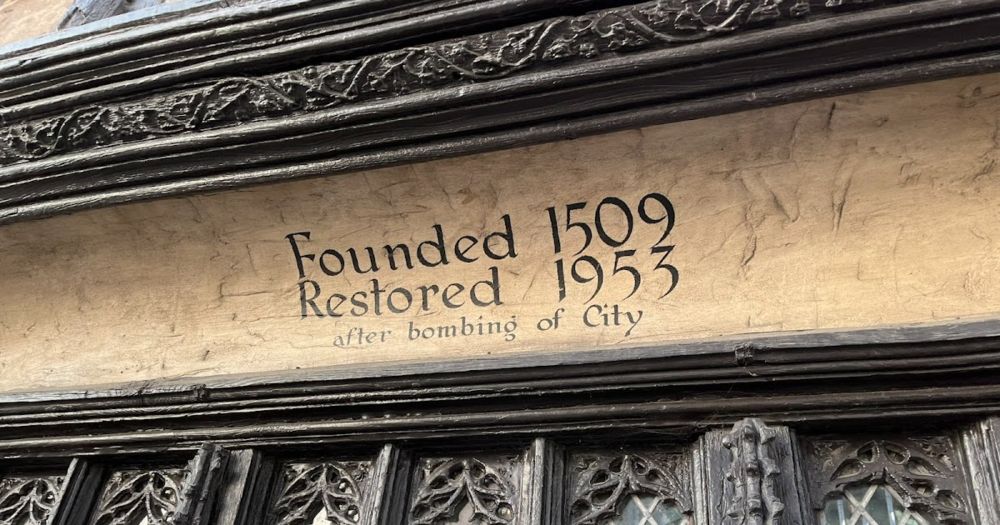 Founded 1509
Restored 1953
after bombing of City